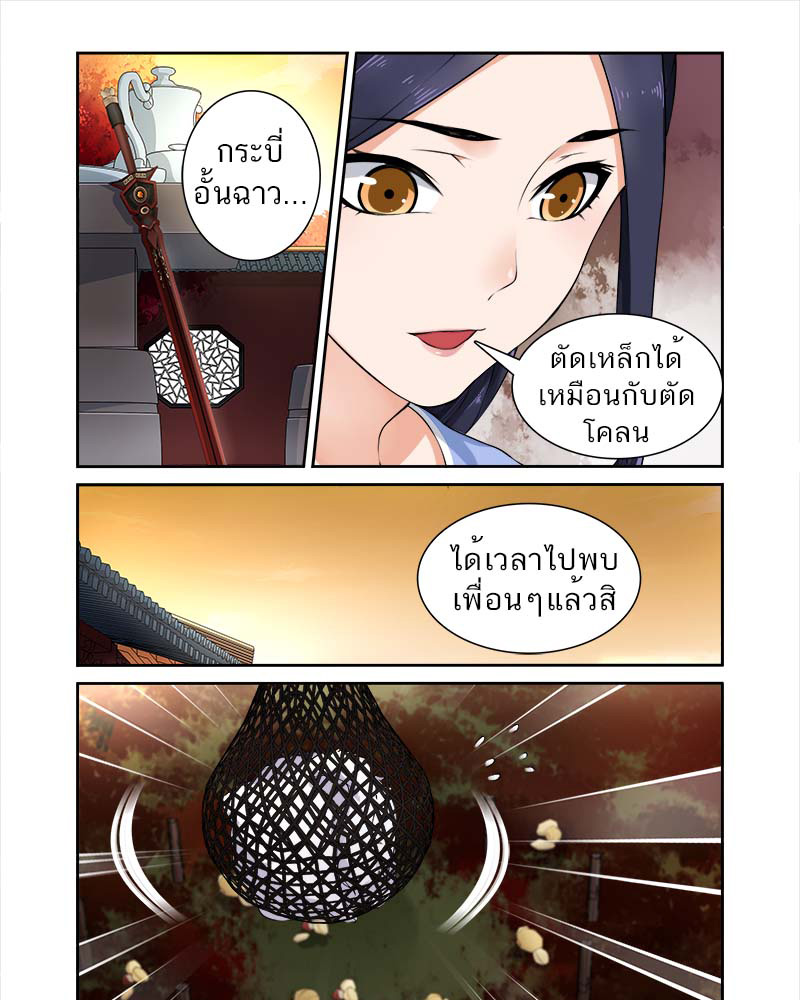 กระบี่
อั้นฉาว...
ตัดเหล็กได้
เหมือนกับตัด
โคลน
ได้เวลาไปพบ
เพื่อนๆแล้วสิ